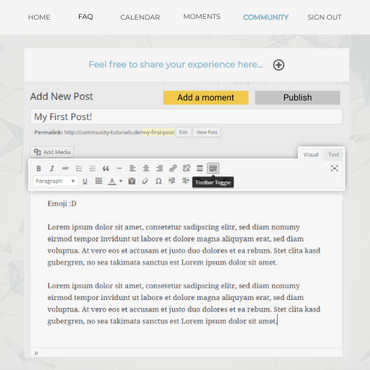 HOME FAQ CALENDAR MOMENTS COMMUNITY SIGN OUT
Feel free to share your experience here...
Add New Post
Add a moment
Publish
My First Post!
Permalink: http://community-tutorials.de/my-first-post/ Edit View Post
Add Media
Visual Text
Paragraph
Toolbar Toggle
Emoji :D
Lorem ipsum dolor sit amet, consetetur sadipscing elitr, sed diam nonumy
eirmod tempor invidunt ut labore et dolore magna aliquyam erat, sed diam
voluptua. At vero eos et accusam et justo duo dolores et ea rebum. Stet clita kasd
gubergren, no sea takimata sanctus est Lorem ipsum dolor sit amet.
Lorem ipsum dolor sit amet, consetetur sadipscing elitr, sed diam nonumy
eirmod tempor invidunt ut labore et dolore magna aliquyam erat, sed diam
voluptua. At vero eos et accusam et justo duo dolores et ea rebum. Stet clita kasd
gubergren, no sea takimata sanctus est Lorem ipsum dolor sit amet.
P